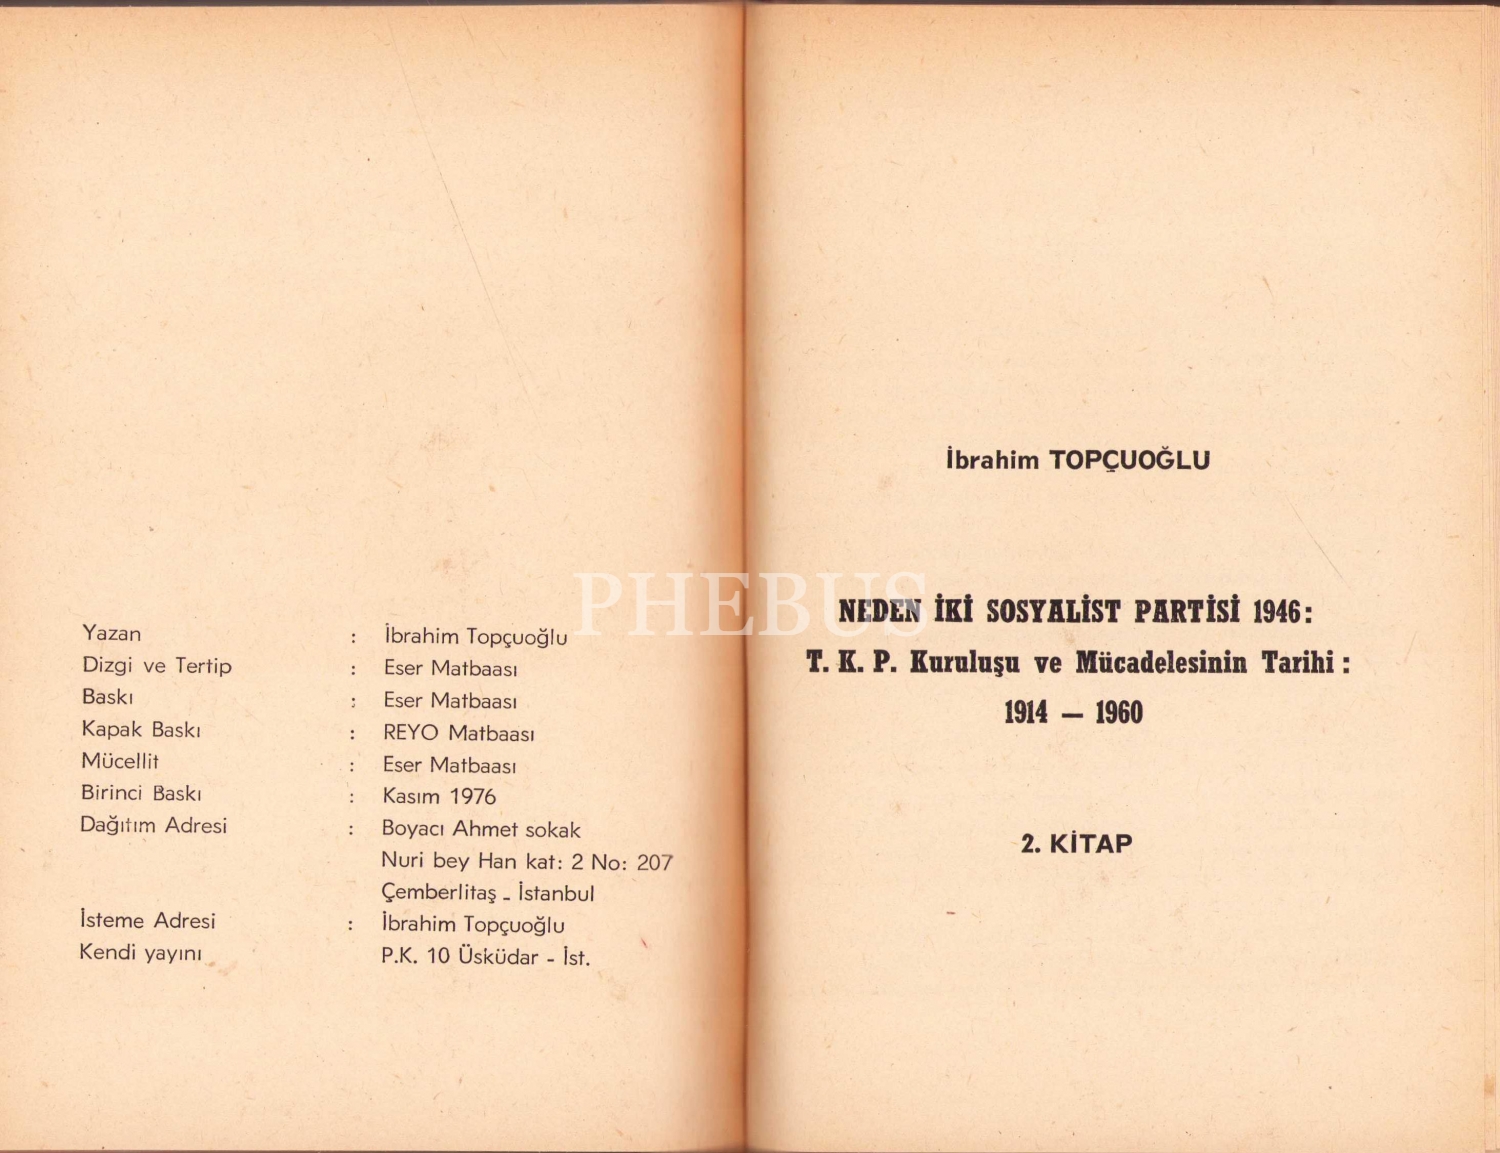 Yazan : İbrahim Topçuoğlu
Dizgi ve Tertip : Eser Matbaası
Baskı : Eser Matbaası
Kapak Baskı : REYO Matbaası
Mücellit : Eser Matbaası
Birinci Baskı : Kasım 1976
Dağıtım Adresi : Boyacı Ahmet sokak
Nuri bey Han kat: 2 No: 207
Çemberlitaş - İstanbul
İsteme Adresi : İbrahim Topçuoğlu
Kendi yayını P.K. 10 Üsküdar - İst.
PHEBUS
İbrahim TOPÇUOĞLU
NEDEN İKİ SOSYALİST PARTİSİ 1946:
T. K. P. Kuruluşu ve Mücadelesinin Tarihi :
1914 — 1960
2. KİTAP